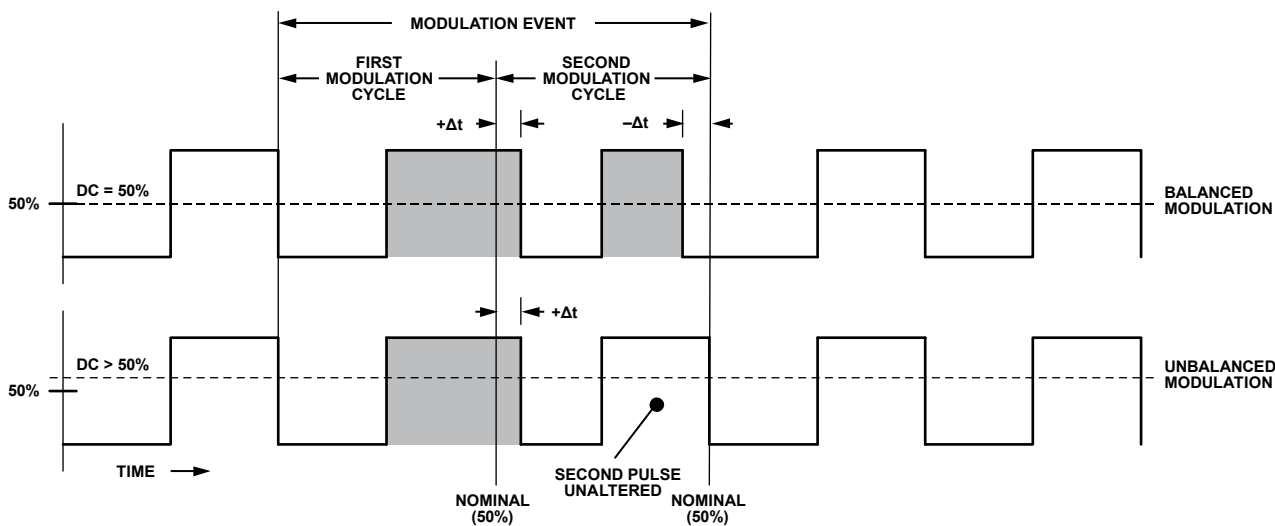 MODULATION EVENT
FIRST
MODULATION
CYCLE
SECOND
MODULATION
CYCLE
+Δt
–Δt
DC = 50%
50%
BALANCED
MODULATION
+Δt
DC > 50%
50%
UNBALANCED
MODULATION
TIME
SECOND PULSE
UNALTERED
NOMINAL
(50%)
NOMINAL
(50%)